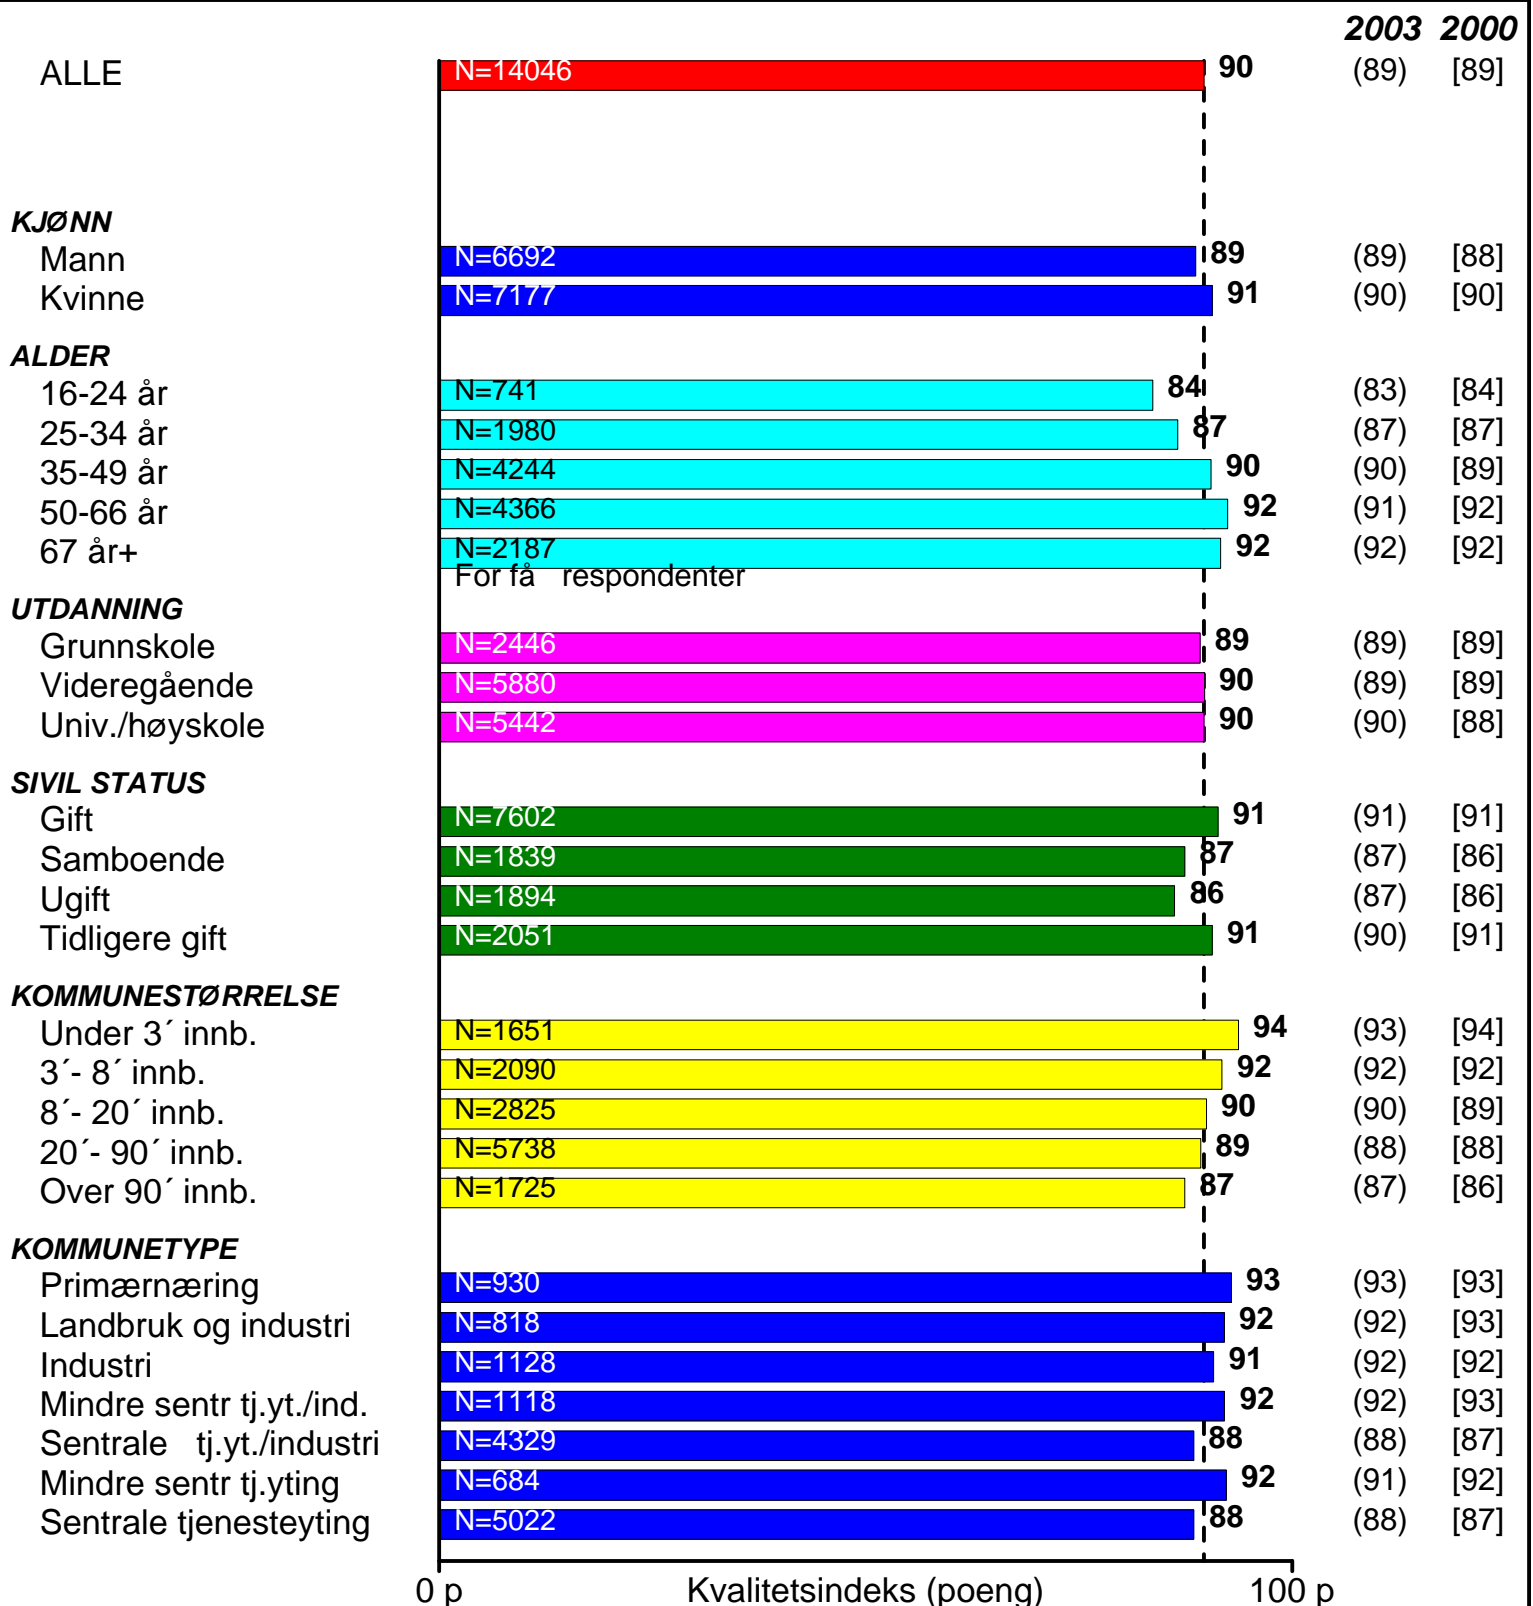 2003 2000
ALLE N=14046 90 (89) [89]
KJØNN
Mann N=6692 89 (89) [88]
Kvinne N=7177 91 (90) [90]
ALDER
16-24 år N=741 84 (83) [84]
25-34 år N=1980 87 (87) [87]
35-49 år N=4244 90 (90) [89]
50-66 år N=4366 92 (91) [92]
67 år+ N=2187 92 (92) [92]
For få respondenter
UTDANNING
Grunnskole N=2446 89 (89) [89]
Videregående N=5880 90 (89) [89]
Univ./høyskole N=5442 90 (90) [88]
SIVIL STATUS
Gift N=7602 91 (91) [91]
Samboende N=1839 87 (87) [86]
Ugift N=1894 86 (87) [86]
Tidligere gift N=2051 91 (90) [91]
KOMMUNESTØRRELSE
Under 3´ innb. N=1651 94 (93) [94]
3´- 8´ innb. N=2090 92 (92) [92]
8´- 20´ innb. N=2825 90 (90) [89]
20´- 90´ innb. N=5738 89 (88) [88]
Over 90´ innb. N=1725 87 (87) [86]
KOMMUNETYPE
Primærnæring N=930 93 (93) [93]
Landbruk og industri N=818 92 (92) [93]
Industri N=1128 91 (92) [92]
Mindre sentr tj.yt./ind. N=1118 92 (92) [93]
Sentrale tj.yt./industri N=4329 88 (88) [87]
Mindre sentr tj.yting N=684 92 (91) [92]
Sentrale tjenesteyting N=5022 88 (88) [87]
0 p Kvalitetsindeks (poeng) 100 p